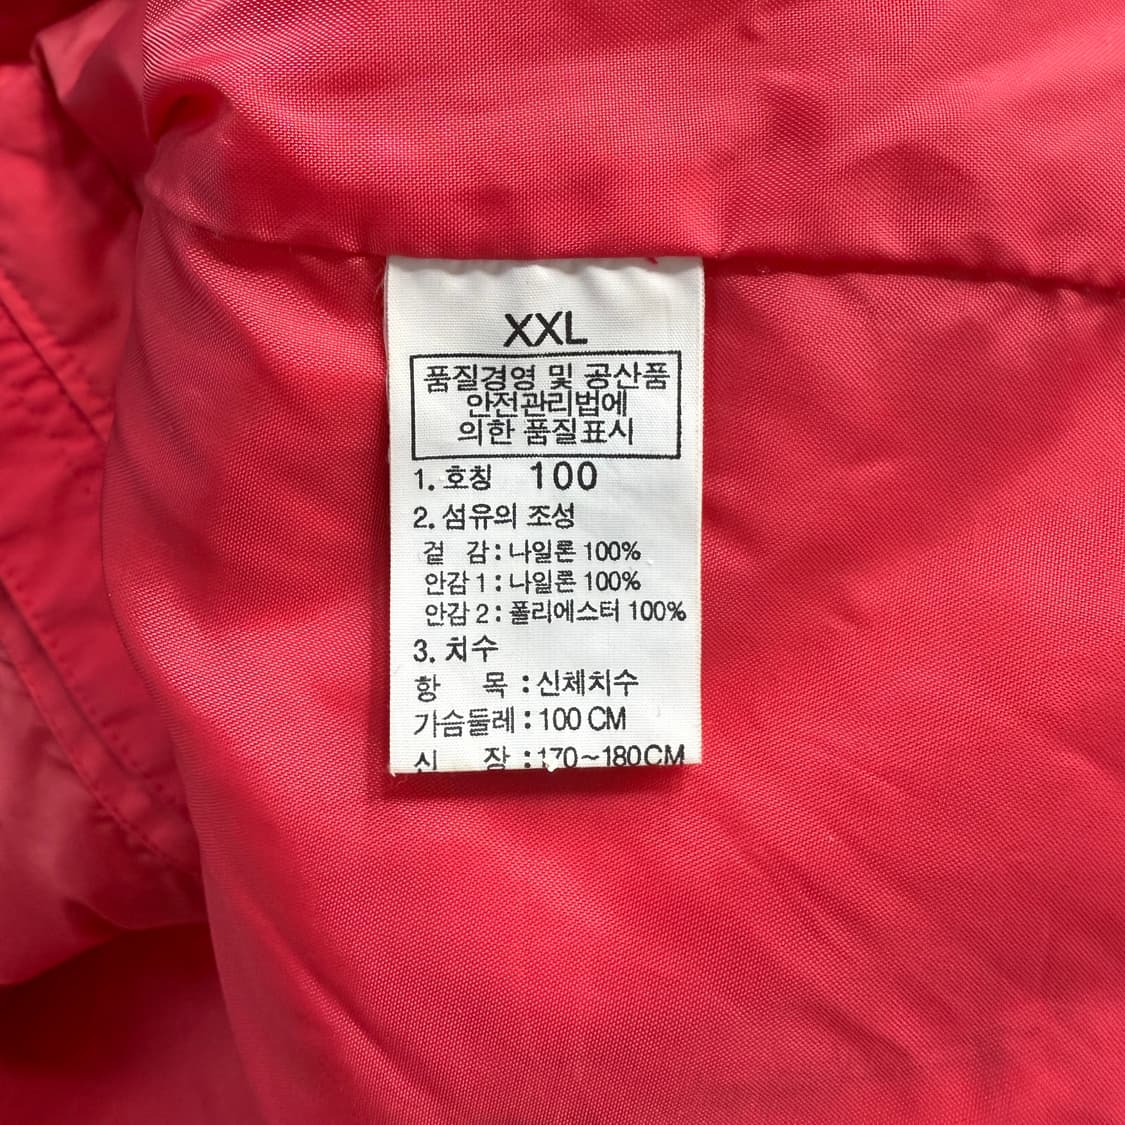 XXL
품질경영 및 공산품
안전관리법에
의한 품질표시
1. 호칭 100
2. 섬유의 조성
겉 감 : 나일론 100%
안감 1 : 나일론 100%
안감 2 : 폴리에스터 100%
3. 치수
항 목 : 신체치수
가슴둘레 : 100 CM
신 장 : 170~180CM